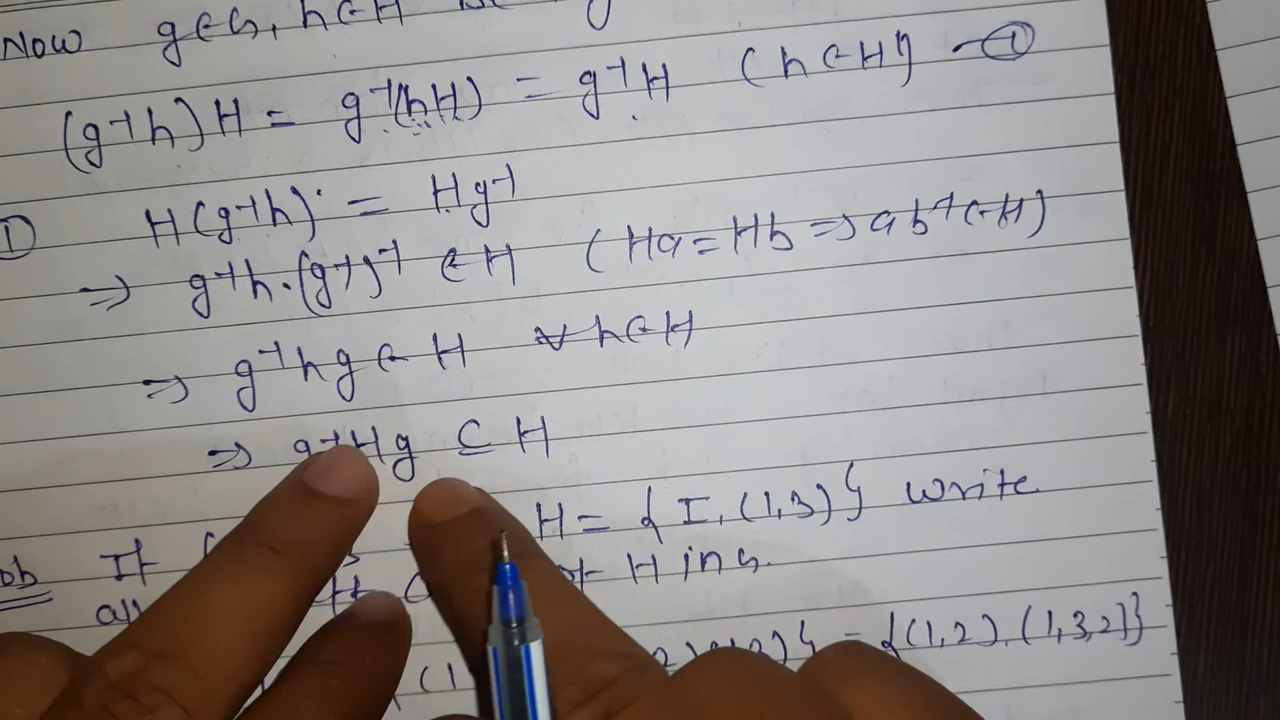 Now g∈G, h∈H
(g⁻¹h)H = g⁻¹(hH) = g⁻¹H (h∈H) —①
① H(g⁻¹h) = Hg⁻¹
⇒ g⁻¹h·(g⁻¹)⁻¹ ∈H (Ha=Hb ⇒ ab⁻¹∈H)
⇒ g⁻¹hg ∈ H ∀ h∈H
⇒ g⁻¹Hg ⊆ H
If H = {I, (1,3)} write
of H in G.
= {(1,2), (1,3,2)}